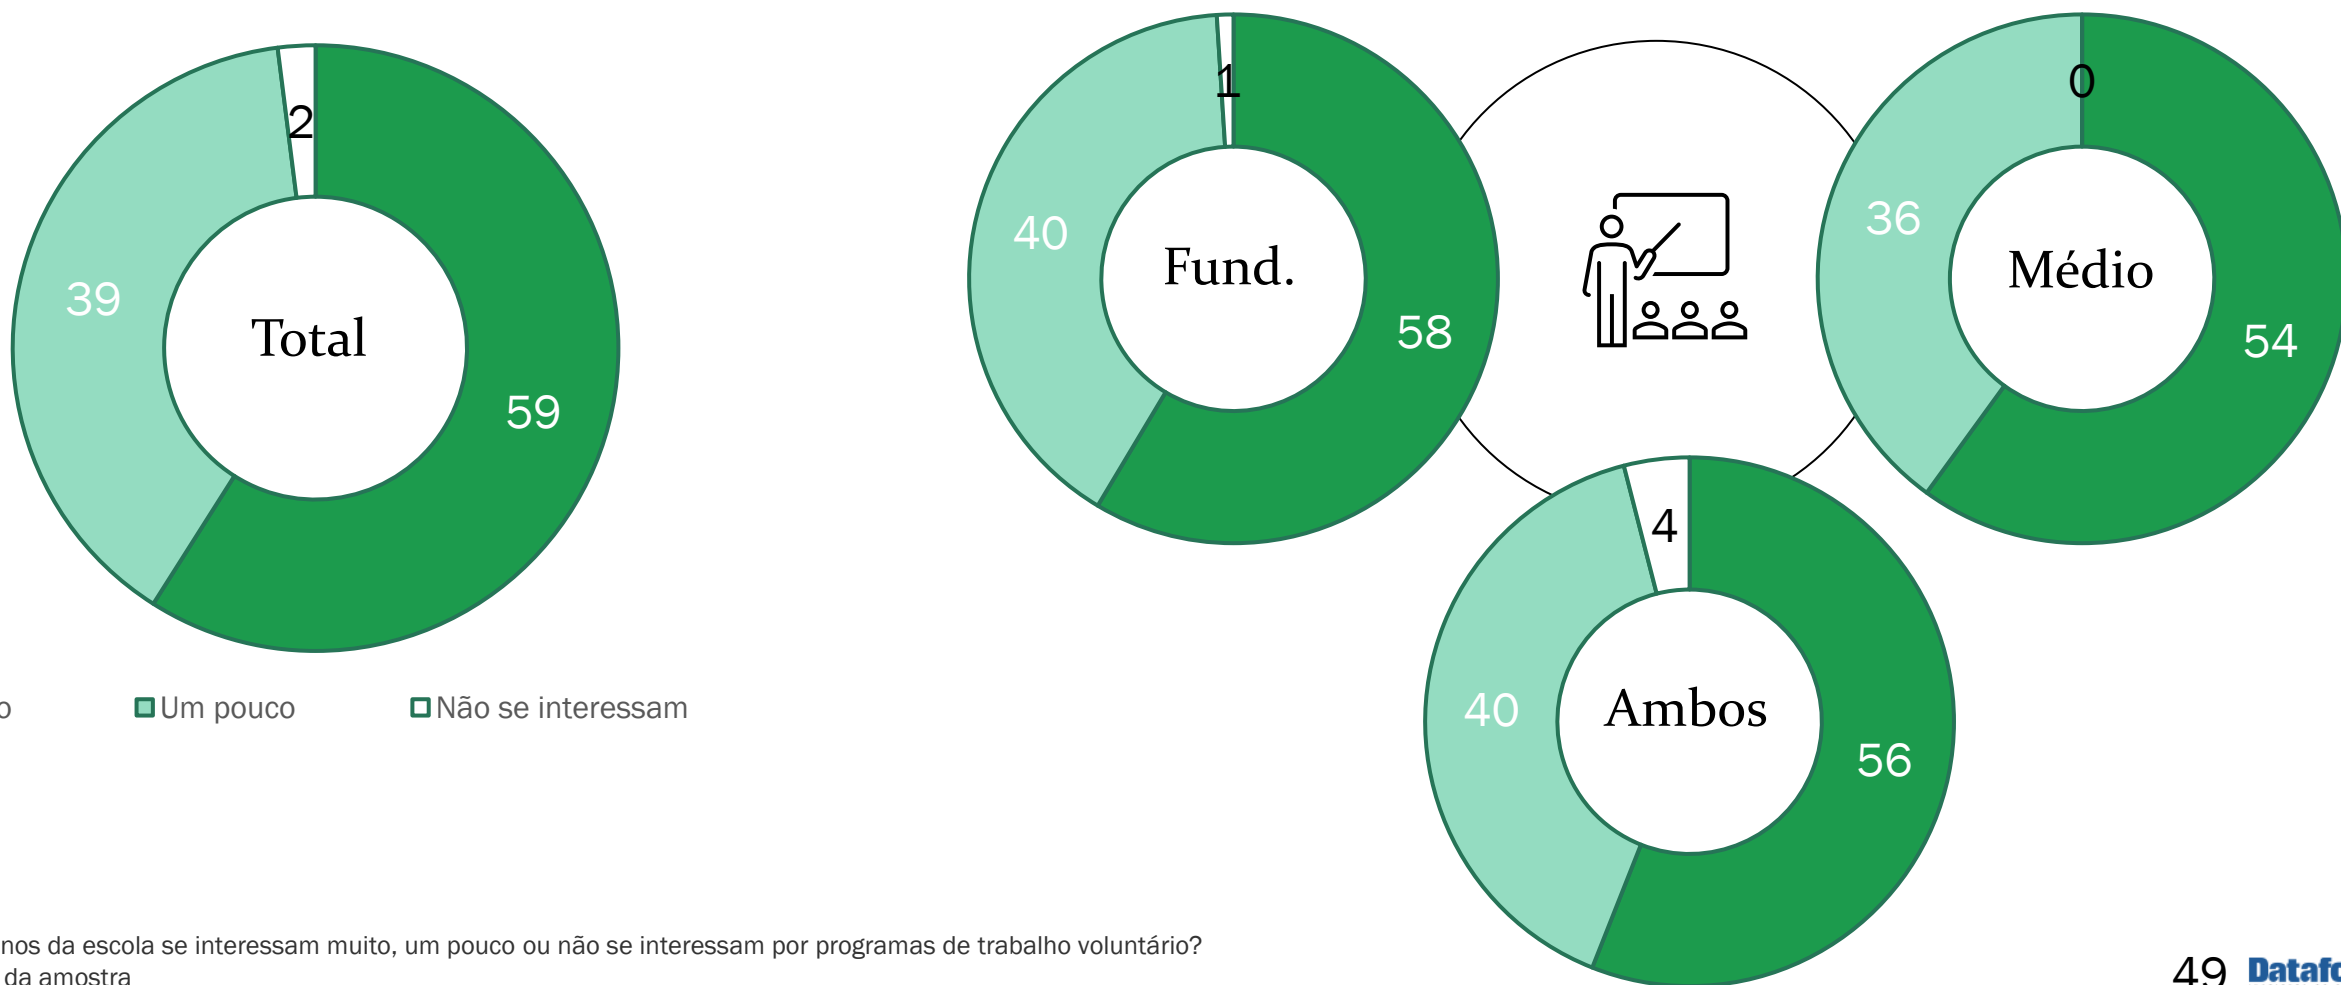 2
39
Total
59
1
40
Fund.
58
0
36
Médio
54
4
40
Ambos
56
Um pouco
Não se interessam
da escola se interessam muito, um pouco ou não se interessam por programas de trabalho voluntário?
da amostra
49